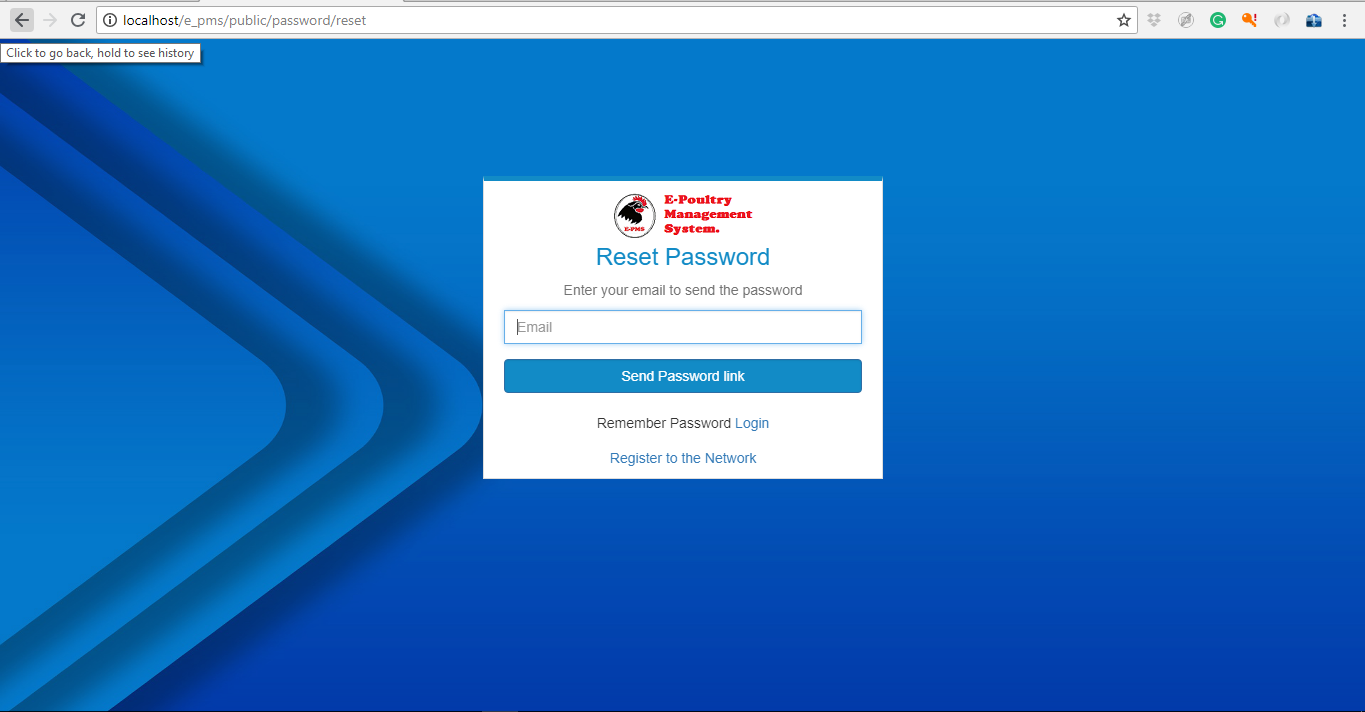 localhost/e_pms/public/password/reset
Click to go back, hold to see history
E-Poultry
Management
System.
E-PMS
Reset Password
Enter your email to send the password
Email
Send Password link
Remember Password Login
Register to the Network